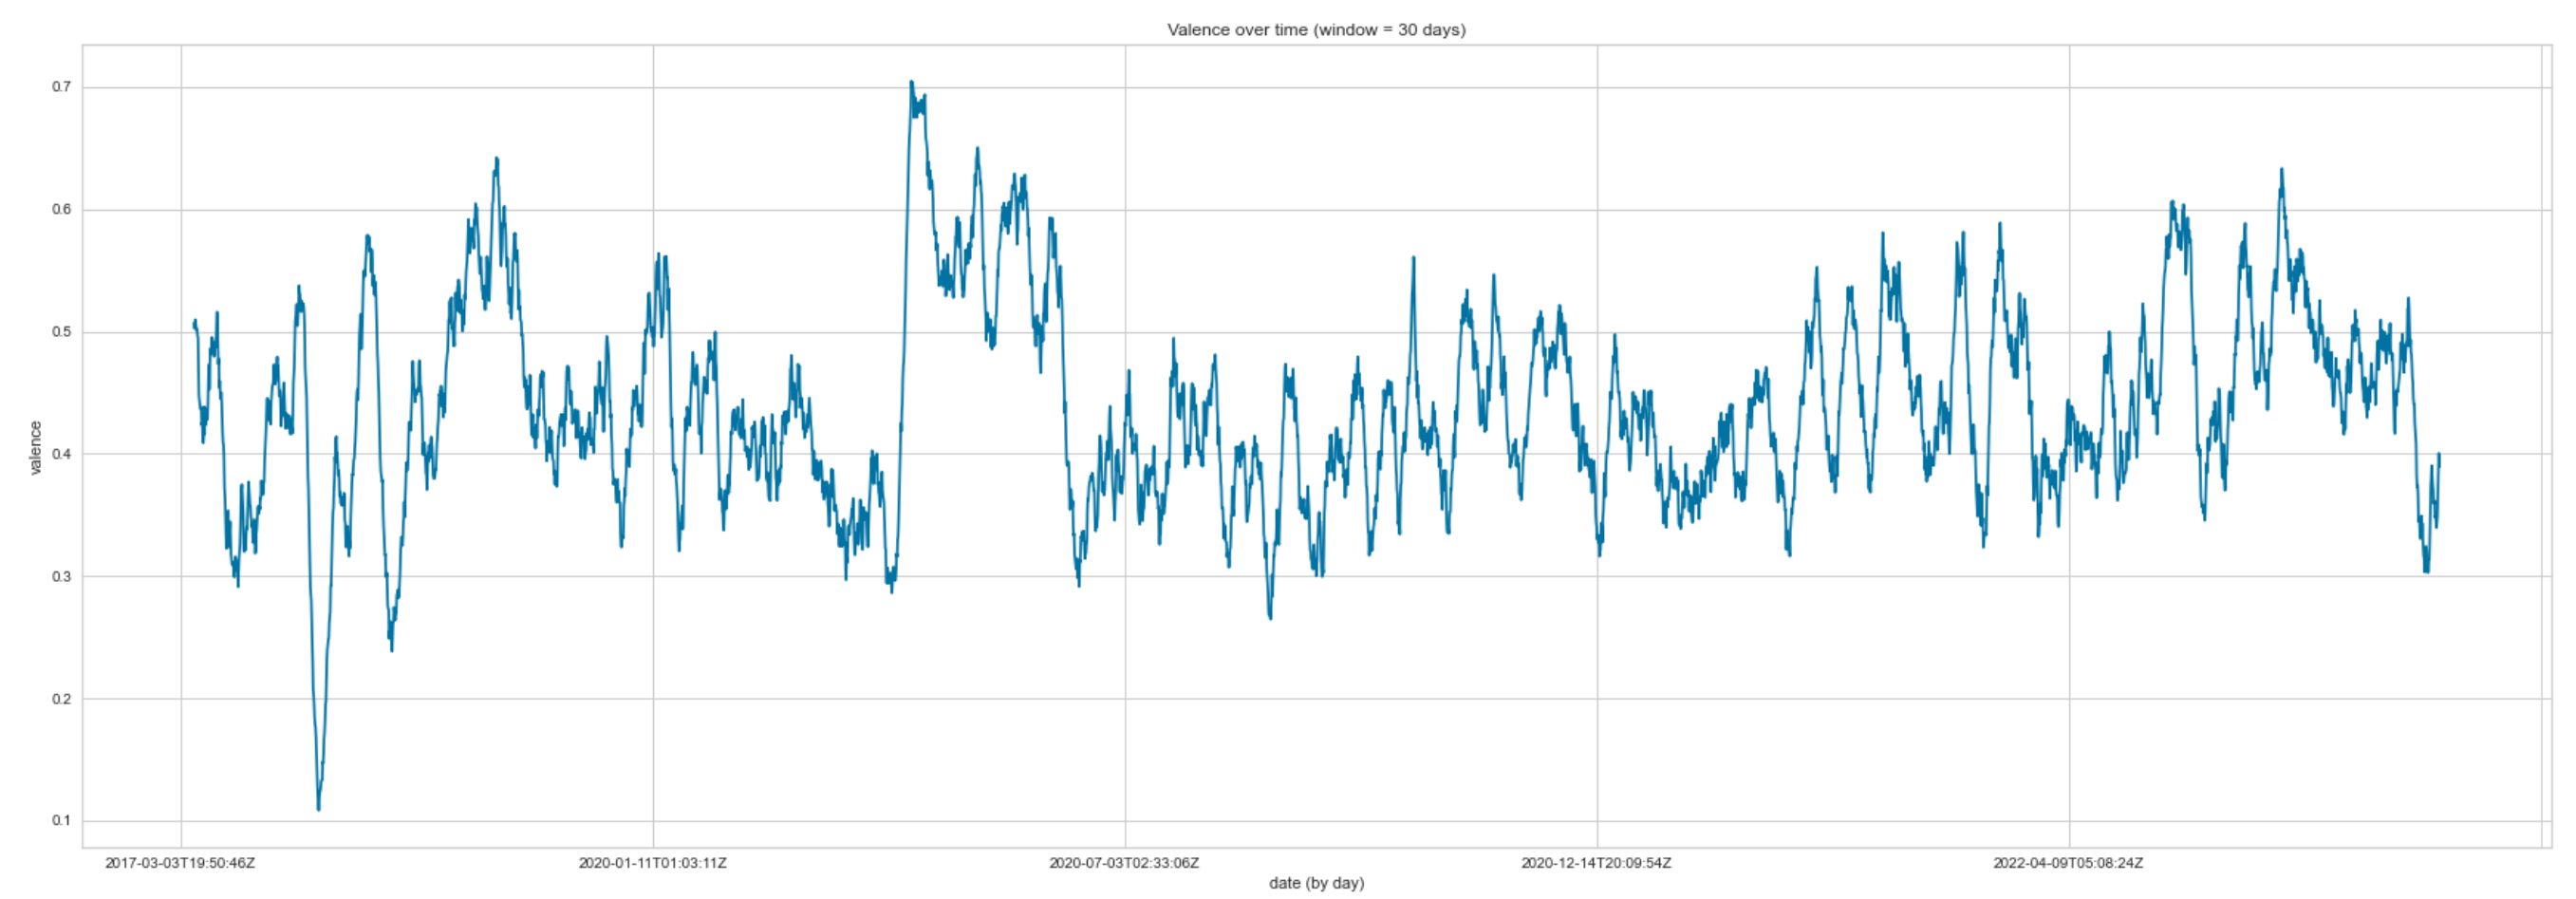 Valence over time (window = 30 days)
valence
0.7
0.6
0.5
0.4
0.3
0.2
0.1
2017-03-03T19:50:46Z
2020-01-11T01:03:11Z
2020-07-03T02:33:06Z
2020-12-14T20:09:54Z
2022-04-09T05:08:24Z
date (by day)